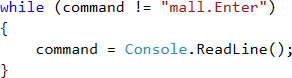 while (command != "mall.Enter")
{
    command = Console.ReadLine();
}